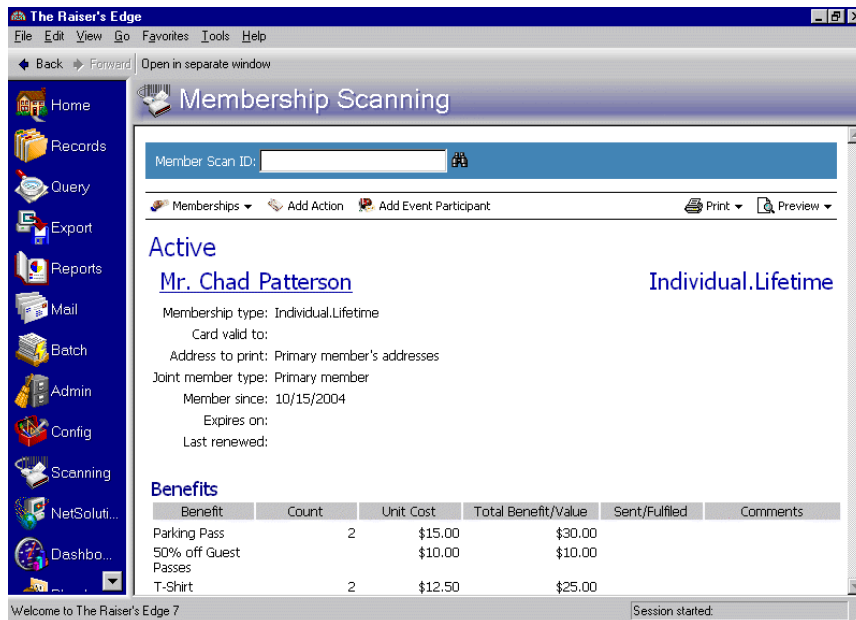 The Raiser's Edge
File Edit View Go Favorites Tools Help
Back Forward Open in separate window
Home
Records
Query
Export
Reports
Mail
Batch
Admin
Config
Scanning
NetSoluti...
Dashbo...
Membership Scanning
Member Scan ID:
Memberships Add Action Add Event Participant Print Preview
Active
Mr. Chad Patterson Individual.Lifetime
Membership type: Individual.Lifetime
Card valid to:
Address to print: Primary member's addresses
Joint member type: Primary member
Member since: 10/15/2004
Expires on:
Last renewed:
Benefits
Benefit Count Unit Cost Total Benefit/Value Sent/Fulfiled Comments
Parking Pass 2 $15.00 $30.00
50% off Guest $10.00 $10.00
Passes
T-Shirt 2 $12.50 $25.00
Welcome to The Raiser's Edge 7 Session started: